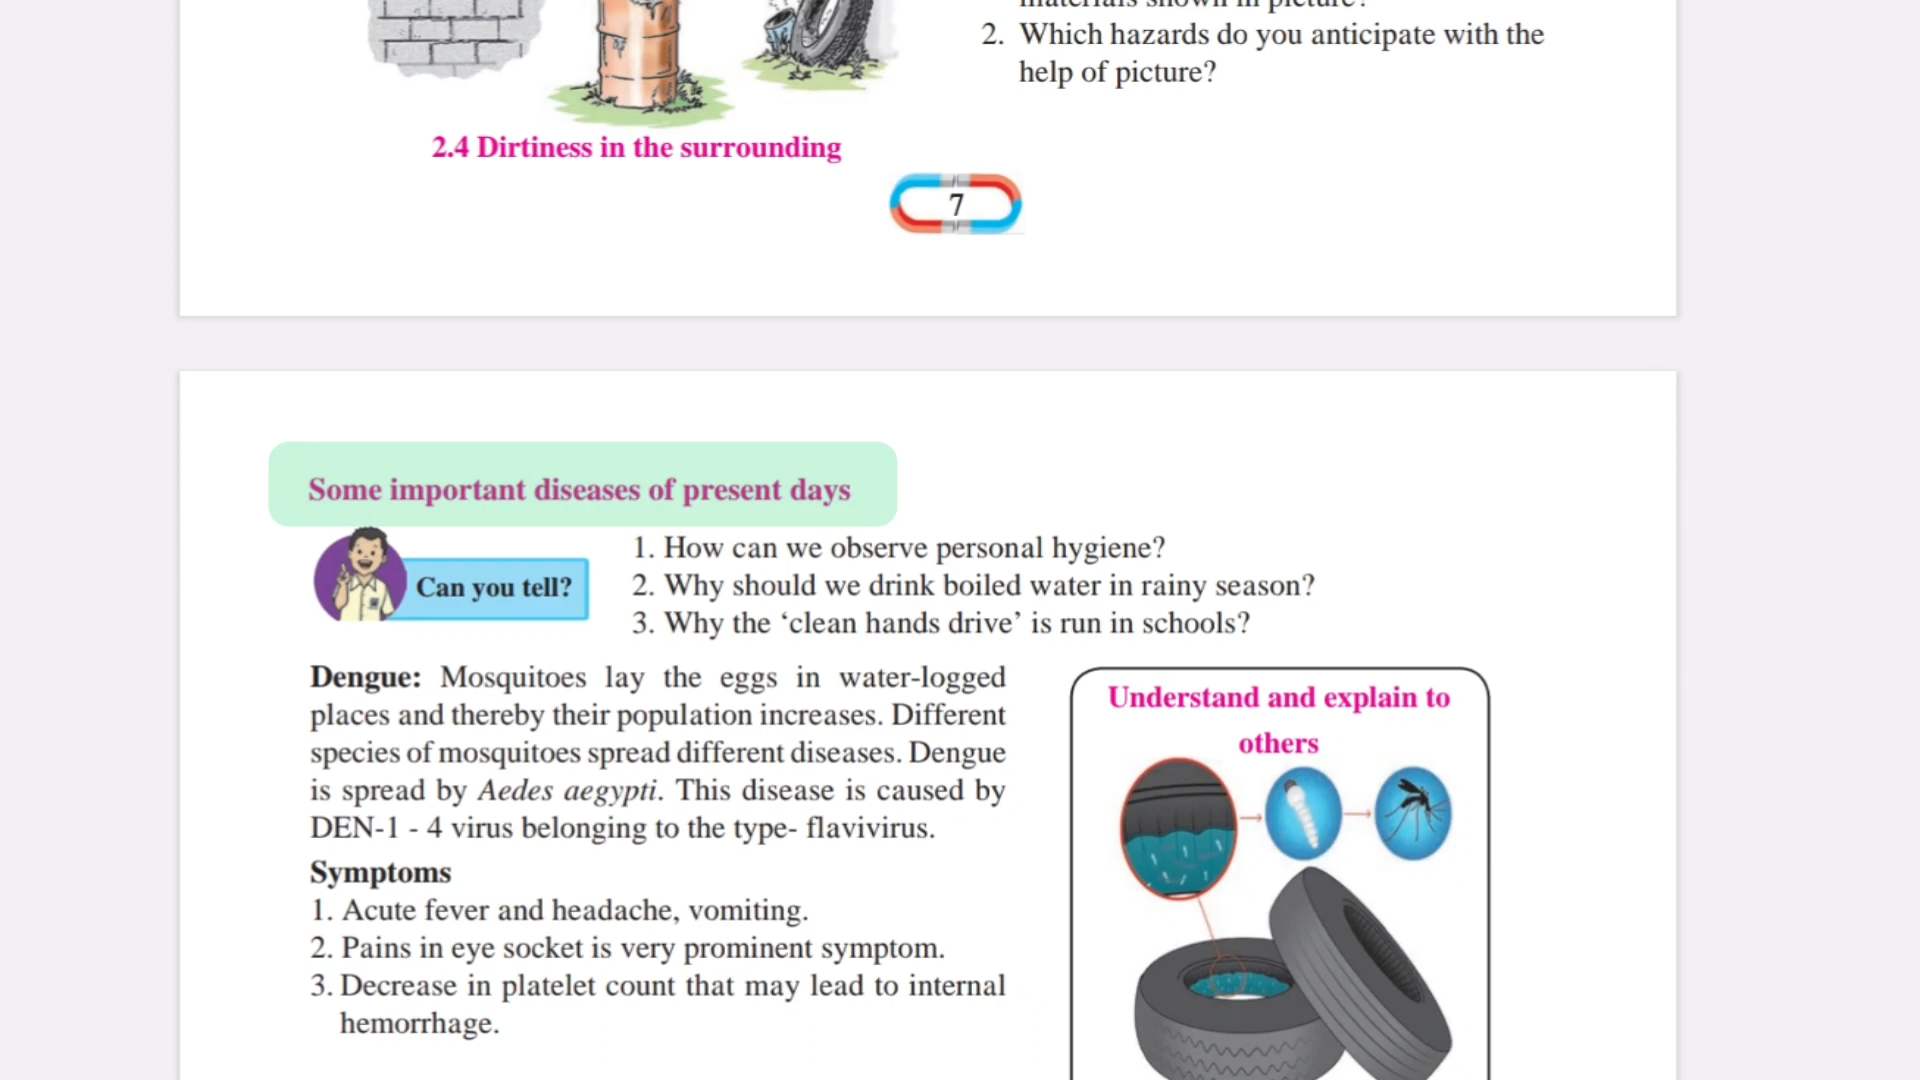 materials shown in picture?
2. Which hazards do you anticipate with the
help of picture?
2.4 Dirtiness in the surrounding
7
Some important diseases of present days
Can you tell?
1. How can we observe personal hygiene?
2. Why should we drink boiled water in rainy season?
3. Why the ‘clean hands drive’ is run in schools?
Dengue: Mosquitoes lay the eggs in water-logged
places and thereby their population increases. Different
species of mosquitoes spread different diseases. Dengue
is spread by Aedes aegypti. This disease is caused by
DEN-1 - 4 virus belonging to the type- flavivirus.
Symptoms
1. Acute fever and headache, vomiting.
2. Pains in eye socket is very prominent symptom.
3. Decrease in platelet count that may lead to internal
hemorrhage.
Understand and explain to
others